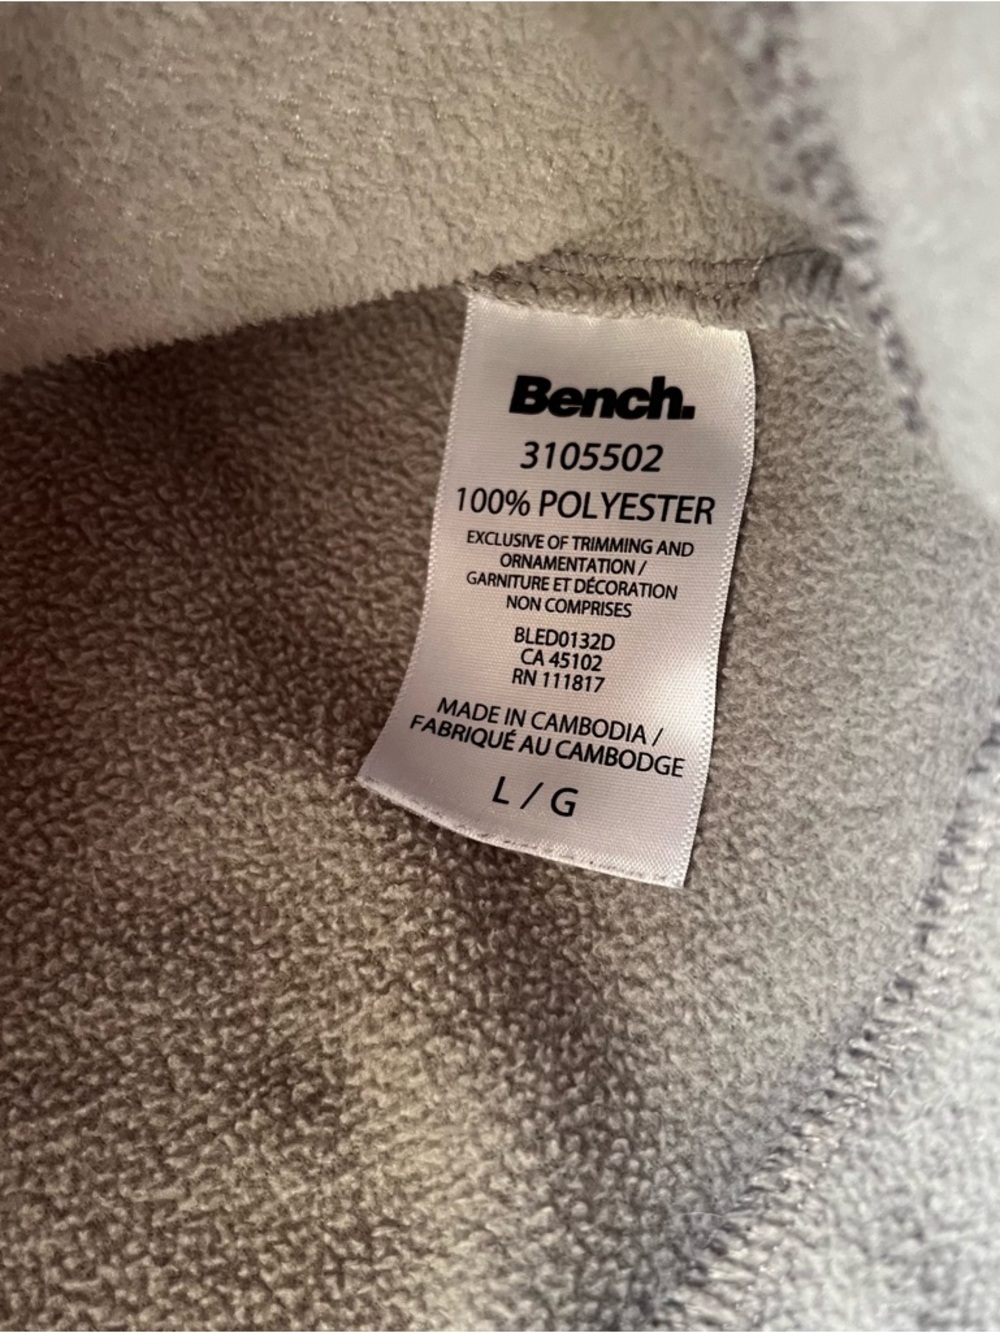 Bench.
3105502
100% POLYESTER
EXCLUSIVE OF TRIMMING AND
ORNAMENTATION /
GARNITURE ET DÉCORATION
NON COMPRISES
BLED0132D
CA 45102
RN 111817
MADE IN CAMBODIA /
FABRIQUÉ AU CAMBODGE
L / G